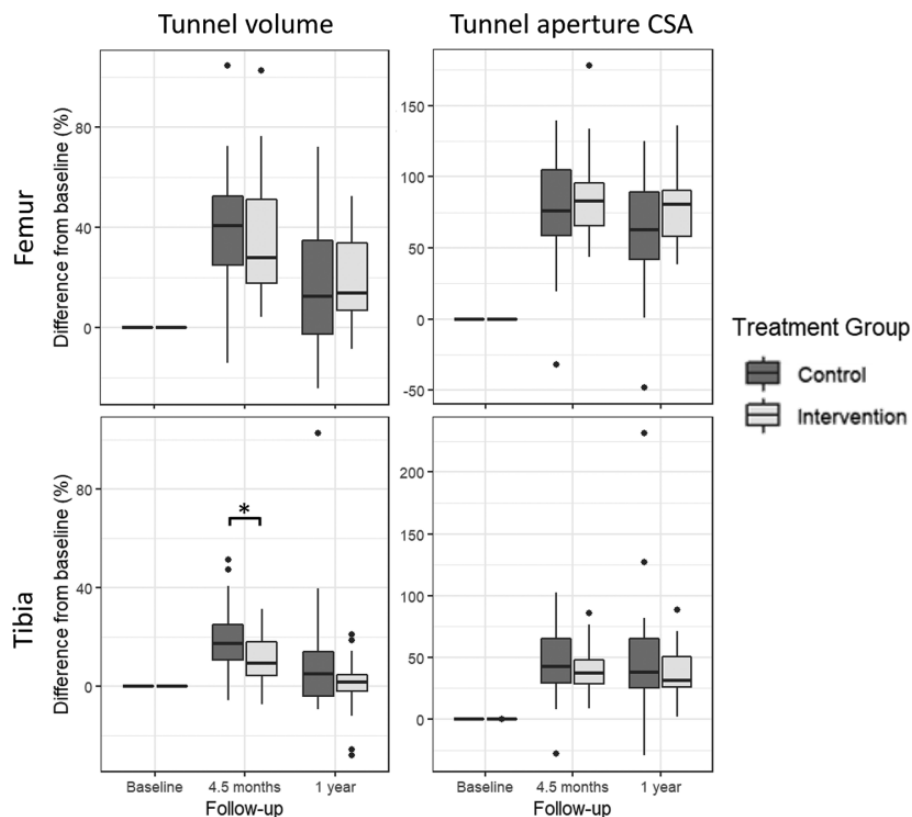 Tunnel volume
Tunnel aperture CSA
Femur
Difference from baseline (%)
80
40
0
150
100
50
0
-50
Tibia
Difference from baseline (%)
80
40
0
*
200
150
100
50
0
Baseline
4.5 months
1 year
Follow-up
Baseline
4.5 months
1 year
Follow-up
Treatment Group
Control
Intervention